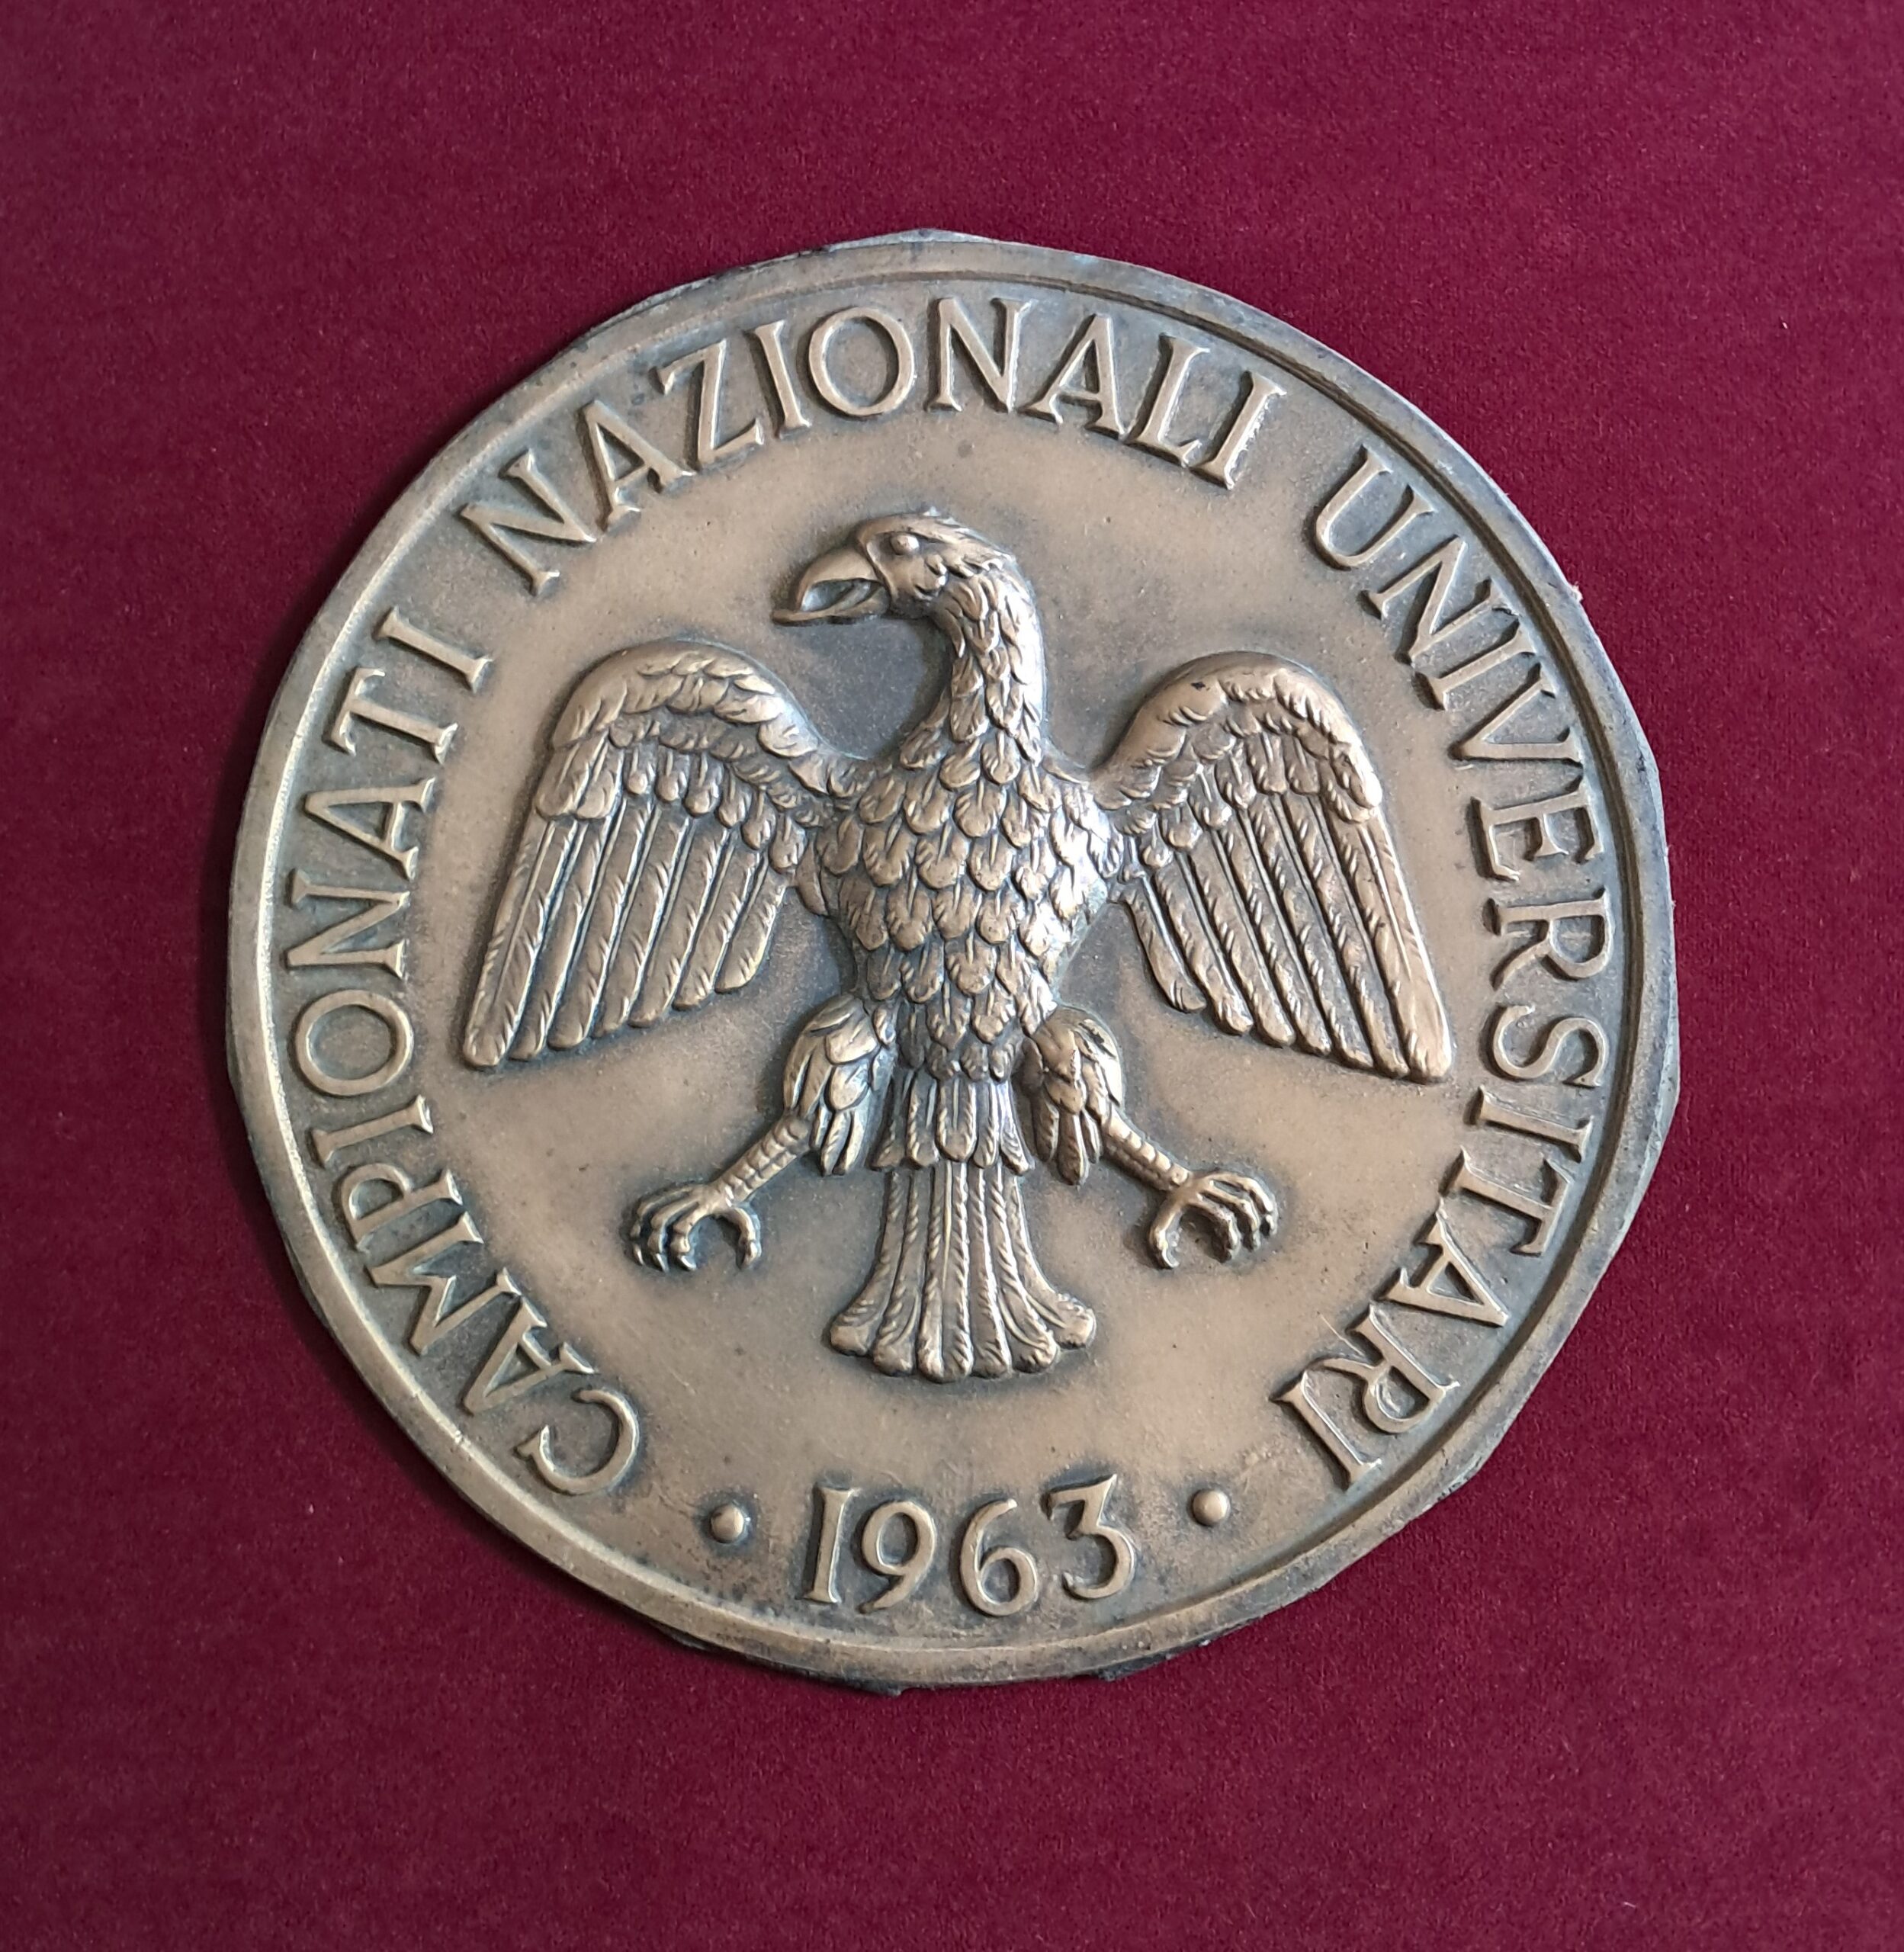 CAMPIONATI NAZIONALI UNIVERSITARI
• 1963 •